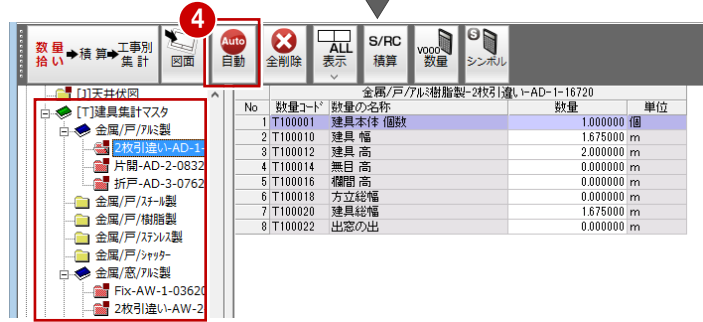 4
数量拾い➡積算➡工事別集計
図面
Auto
自動
全削除
ALL
表示
S/RC
積算
V000
数量
S
シンボル
[J]天井伏図
[T]建具集計マスタ
金属/戸/アルミ製
2枚引違い-AD-1-
片開-AD-2-0832
折戸-AD-3-0762
金属/戸/スチール製
金属/戸/樹脂製
金属/戸/ステンレス製
金属/戸/シャッター
金属/窓/アルミ製
Fix-AW-1-03620
2枚引違い-AW-2
金属/戸/アルミ樹脂製-2枚引違い-AD-1-16720
No 数量コード 数量の名称 数量 単位
1 T100001 建具本体 個数 1.000000 個
2 T100010 建具 幅 1.675000 m
3 T100012 建具 高 2.000000 m
4 T100014 無目 高 0.000000 m
5 T100016 欄間 高 0.000000 m
6 T100018 方立総幅 0.000000 m
7 T100020 建具総幅 1.675000 m
8 T100022 出窓の出 0.000000 m